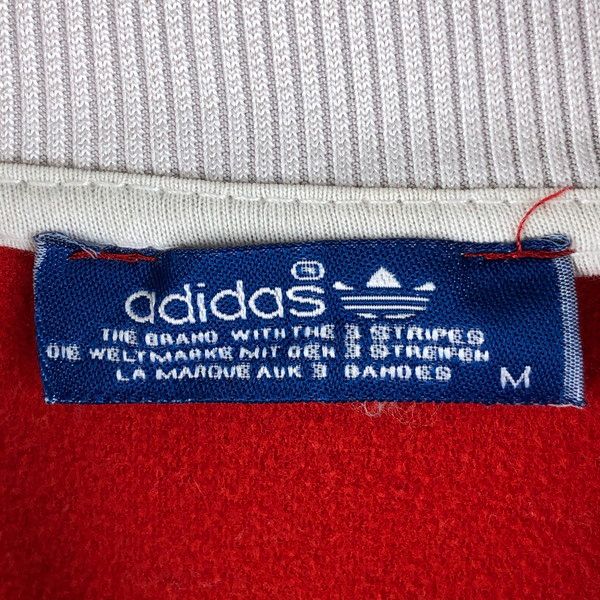 adidas ®
THE BRAND WITH THE 3 STRIPES
DIE WELTMARKE MIT DEN 3 STREIFEN
LA MARQUE AUX 3 BANDES
M